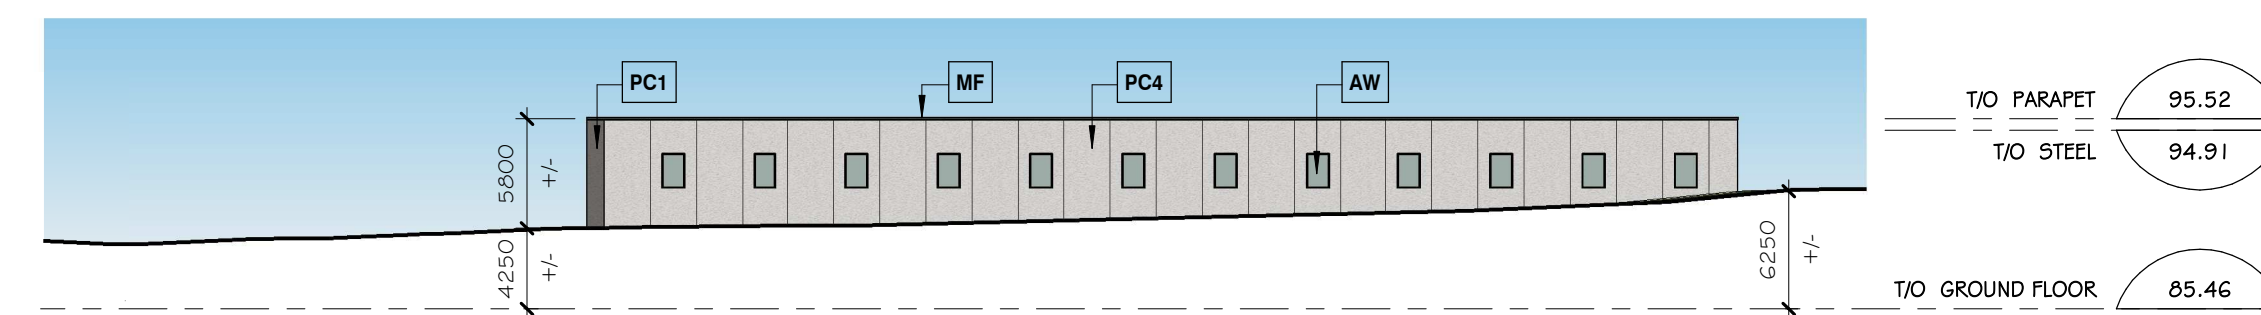 PC1
MF
PC4
AW
T/O PARAPET 95.52
T/O STEEL 94.91
5800 +/-
4250 +/-
6250 +/-
T/O GROUND FLOOR 85.46